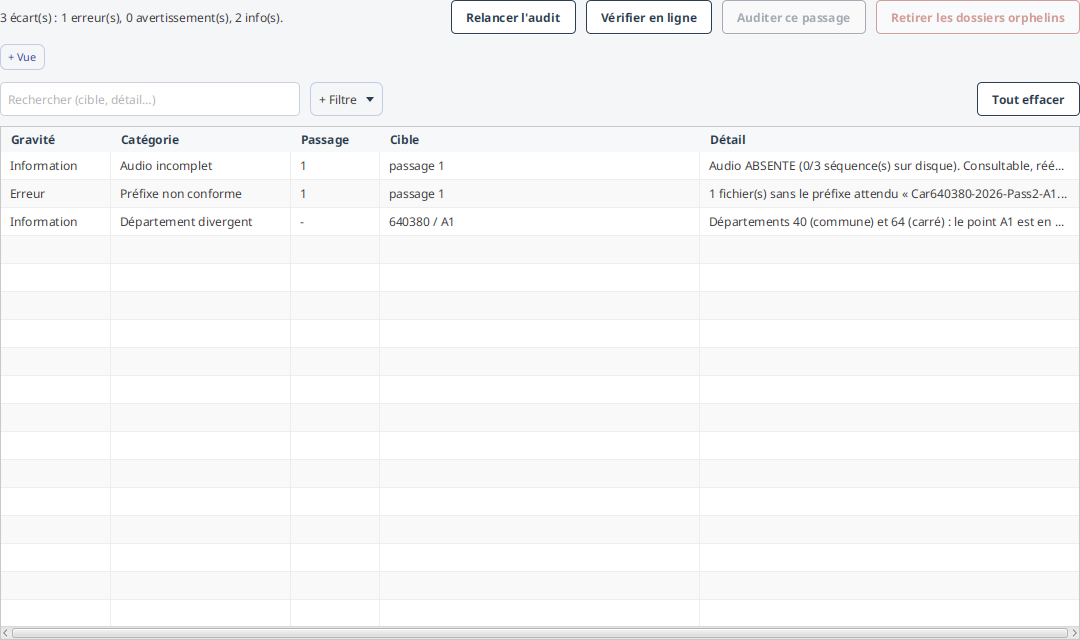 3 écart(s) : 1 erreur(s), 0 avertissement(s), 2 info(s).
Relancer l'audit
Vérifier en ligne
Auditer ce passage
Retirer les dossiers orphelins
+ Vue
Rechercher (cible, détail...)
+ Filtre
Tout effacer
Gravité Catégorie Passage Cible Détail
Information Audio incomplet 1 passage 1 Audio ABSENTE (0/3 séquence(s) sur disque). Consultable, réé...
Erreur Préfixe non conforme 1 passage 1 1 fichier(s) sans le préfixe attendu « Car640380-2026-Pass2-A1...
Information Département divergent - 640380 / A1 Départements 40 (commune) et 64 (carré) : le point A1 est en ...